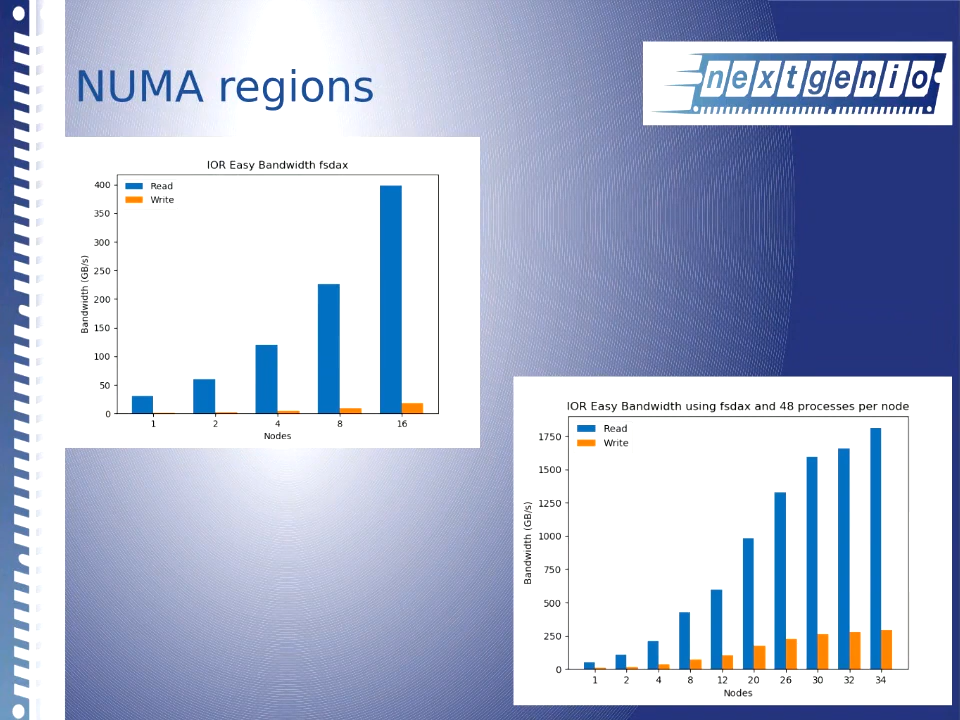 NUMA regions
nextgenio
IOR Easy Bandwidth fsdax
Read
Write
Bandwidth (GB/s)
400
350
300
250
200
150
100
50
0
1 2 4 8 16
Nodes
IOR Easy Bandwidth using fsdax and 48 processes per node
Read
Write
Bandwidth (GB/s)
1750
1500
1250
1000
750
500
250
0
1 2 4 8 12 20 26 30 32 34
Nodes